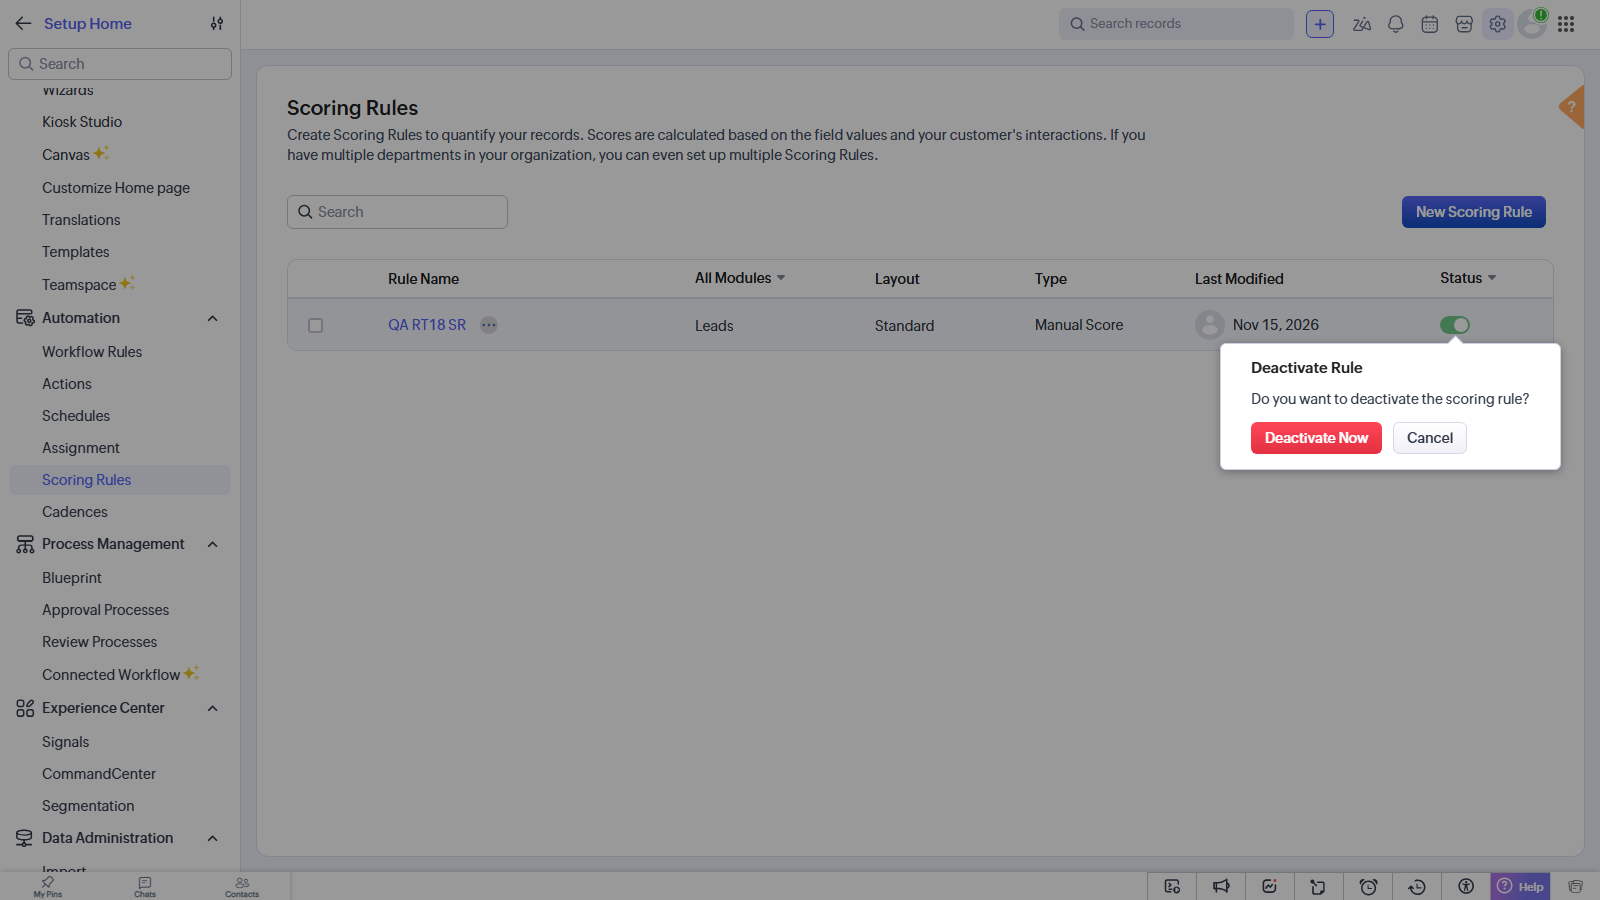 Setup Home
Search
Wizards
Kiosk Studio
Canvas
Customize Home page
Translations
Templates
Teamspace
Automation
Workflow Rules
Actions
Schedules
Assignment
Scoring Rules
Cadences
Process Management
Blueprint
Approval Processes
Review Processes
Connected Workflow
Experience Center
Signals
CommandCenter
Segmentation
Data Administration
Import
My Pins
Chats
Contacts
Search records
Scoring Rules
Create Scoring Rules to quantify your records. Scores are calculated based on the field values and your customer's interactions. If you
have multiple departments in your organization, you can even set up multiple Scoring Rules.
?
Search
New Scoring Rule
Rule Name All Modules Layout Type Last Modified Status
QA RT18 SR Leads Standard Manual Score Nov 15, 2026
Deactivate Rule
Do you want to deactivate the scoring rule?
Deactivate Now Cancel
Help